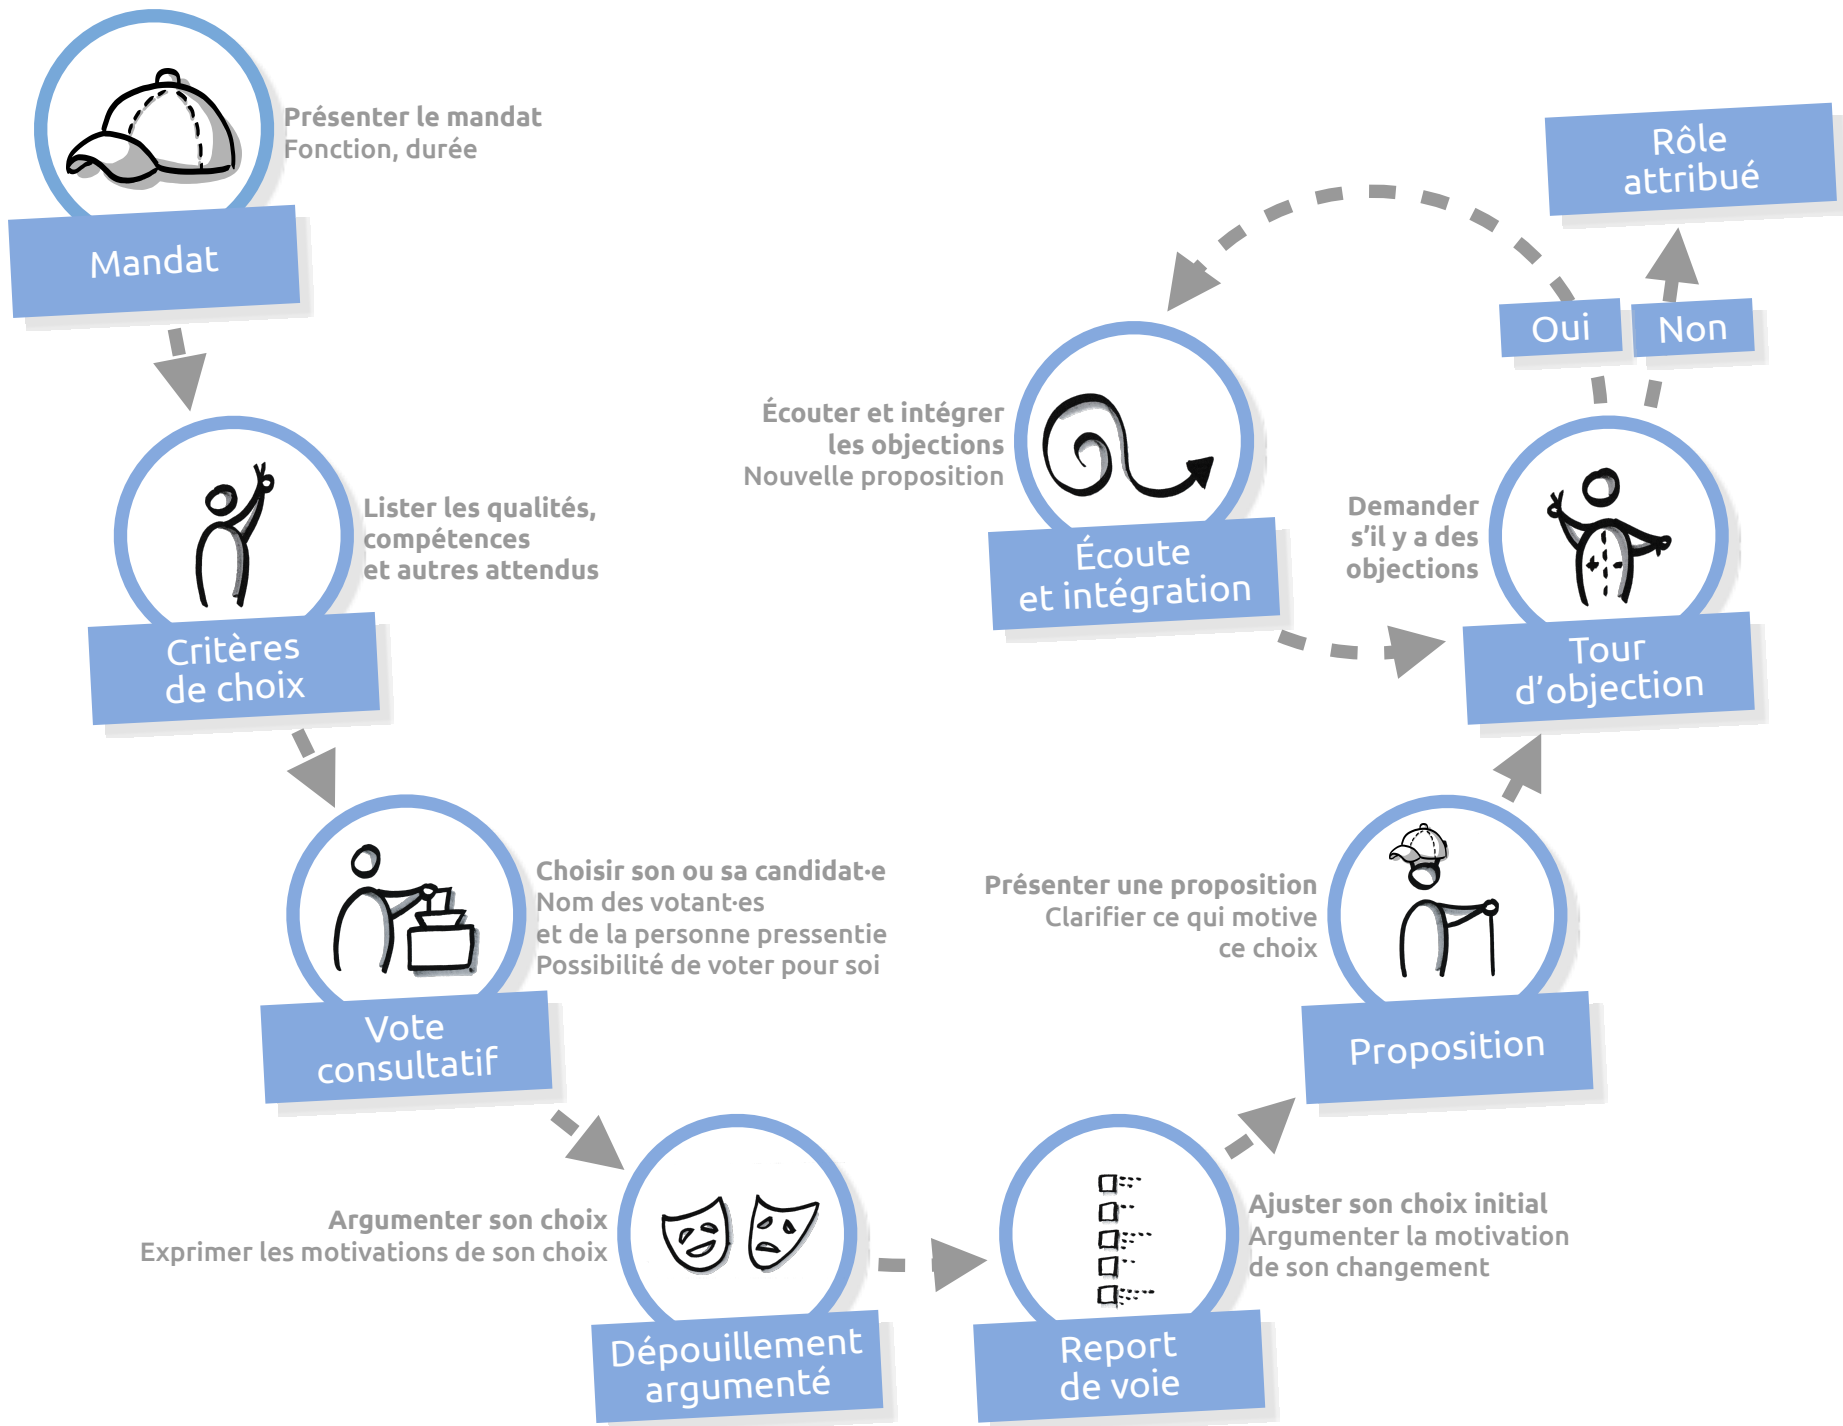 Présenter le mandat
Fonction, durée
Mandat
Lister les qualités,
compétences
et autres attendus
Critères
de choix
Choisir son ou sa candidat·e
Nom des votant·es
et de la personne pressentie
Possibilité de voter pour soi
Vote
consultatif
Argumenter son choix
Exprimer les motivations de son choix
Dépouillement
argumenté
Ajuster son choix initial
Argumenter la motivation
de son changement
Report
de voie
Présenter une proposition
Clarifier ce qui motive
ce choix
Proposition
Demander
s'il y a des
objections
Tour
d'objection
Oui
Non
Écouter et intégrer
les objections
Nouvelle proposition
Écoute
et intégration
Rôle
attribué